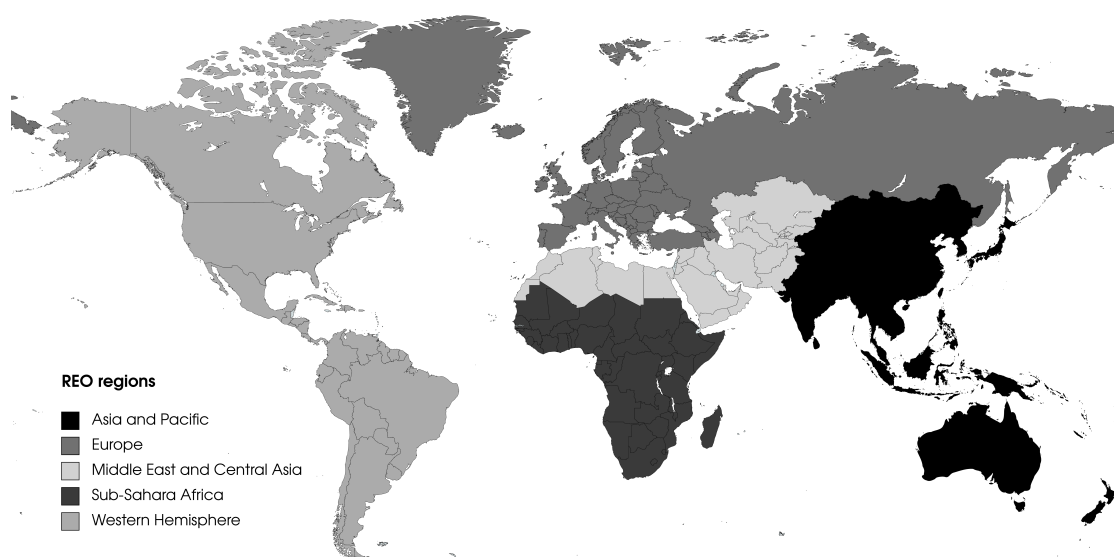 REO regions
Asia and Pacific
Europe
Middle East and Central Asia
Sub-Sahara Africa
Western Hemisphere